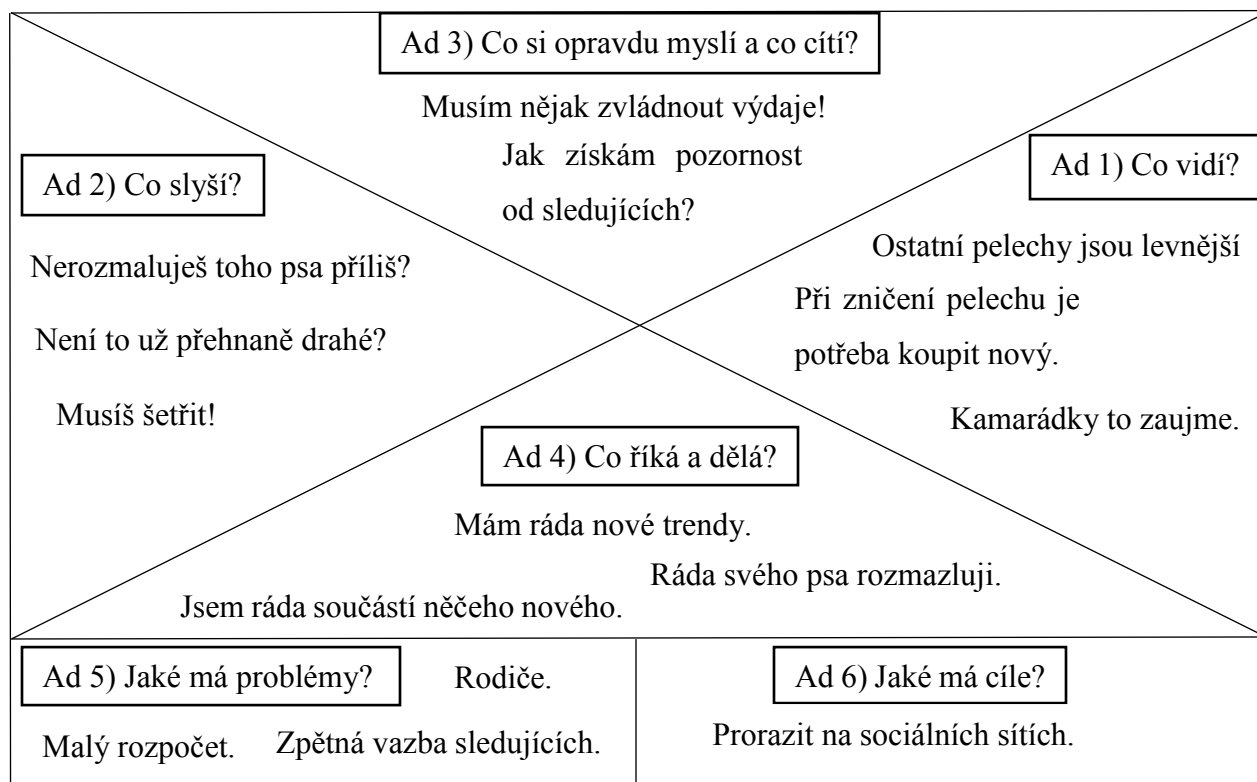 Ad 3) Co si opravdu myslí a co cítí?
Musím nějak zvládnout výdaje!
Jak získám pozornost
od sledujících?
Ad 2) Co slyší?
Nerozmaluješ toho psa příliš?
Není to už přehnaně drahé?
Musíš šetřit!
Ad 1) Co vidí?
Ostatní pelechy jsou levnější
Při zničení pelechu je
potřeba koupit nový.
Kamarádky to zaujme.
Ad 4) Co říká a dělá?
Mám ráda nové trendy.
Ráda svého psa rozmazluji.
Jsem ráda součástí něčeho nového.
Ad 5) Jaké má problémy?
Rodiče.
Malý rozpočet.
Zpětná vazba sledujících.
Ad 6) Jaké má cíle?
Prorazit na sociálních sítích.